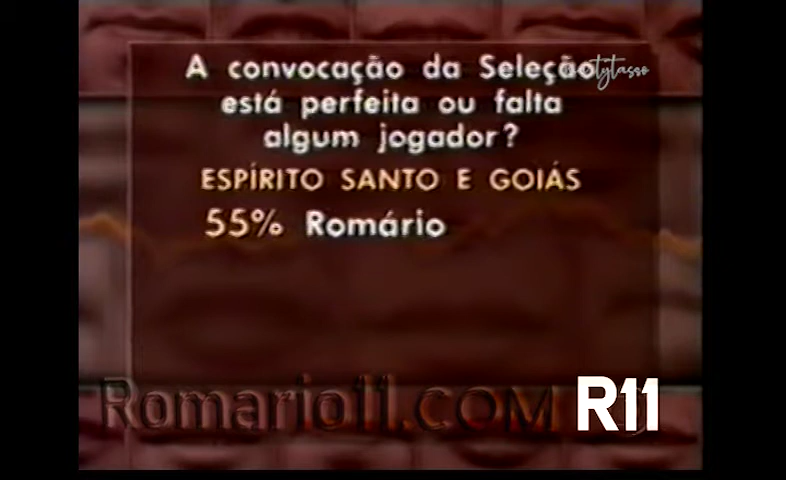 A convocação da Seleção
está perfeita ou falta
algum jogador?
ESPÍRITO SANTO E GOIÁS
55% Romário
Romario11.COM
R11